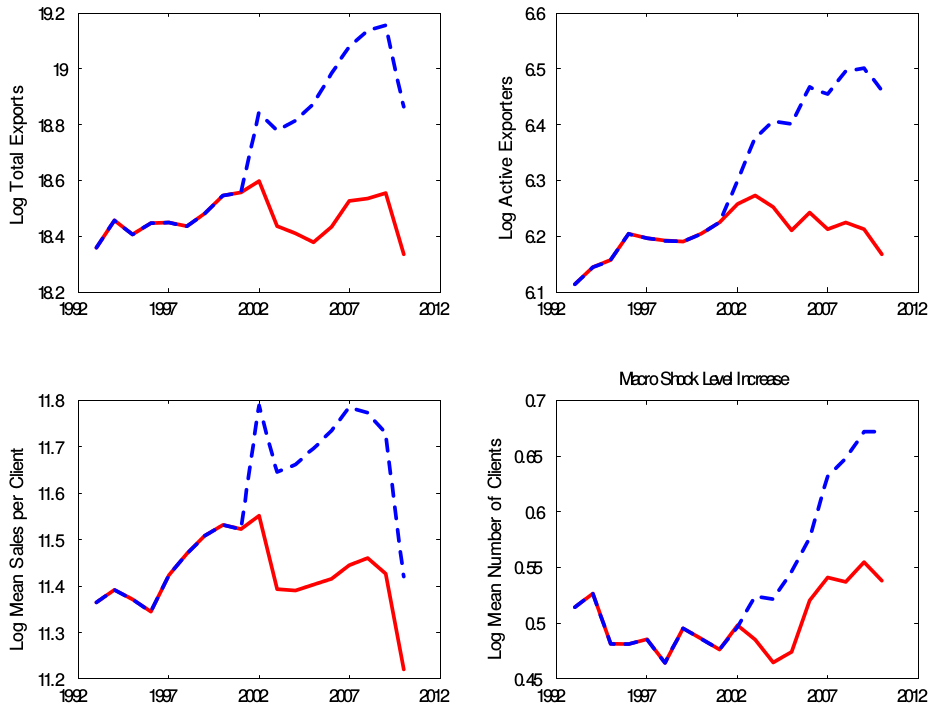 19.2
19
18.8
18.6
18.4
18.2
Log Total Exports
1992 1997 2002 2007 2012
6.6
6.5
6.4
6.3
6.2
6.1
Log Active Exporters
1992 1997 2002 2007 2012
11.8
11.7
11.6
11.5
11.4
11.3
11.2
Log Mean Sales per Client
1992 1997 2002 2007 2012
Macro Shock Level Increase
0.7
0.65
0.6
0.55
0.5
0.45
Log Mean Number of Clients
1992 1997 2002 2007 2012